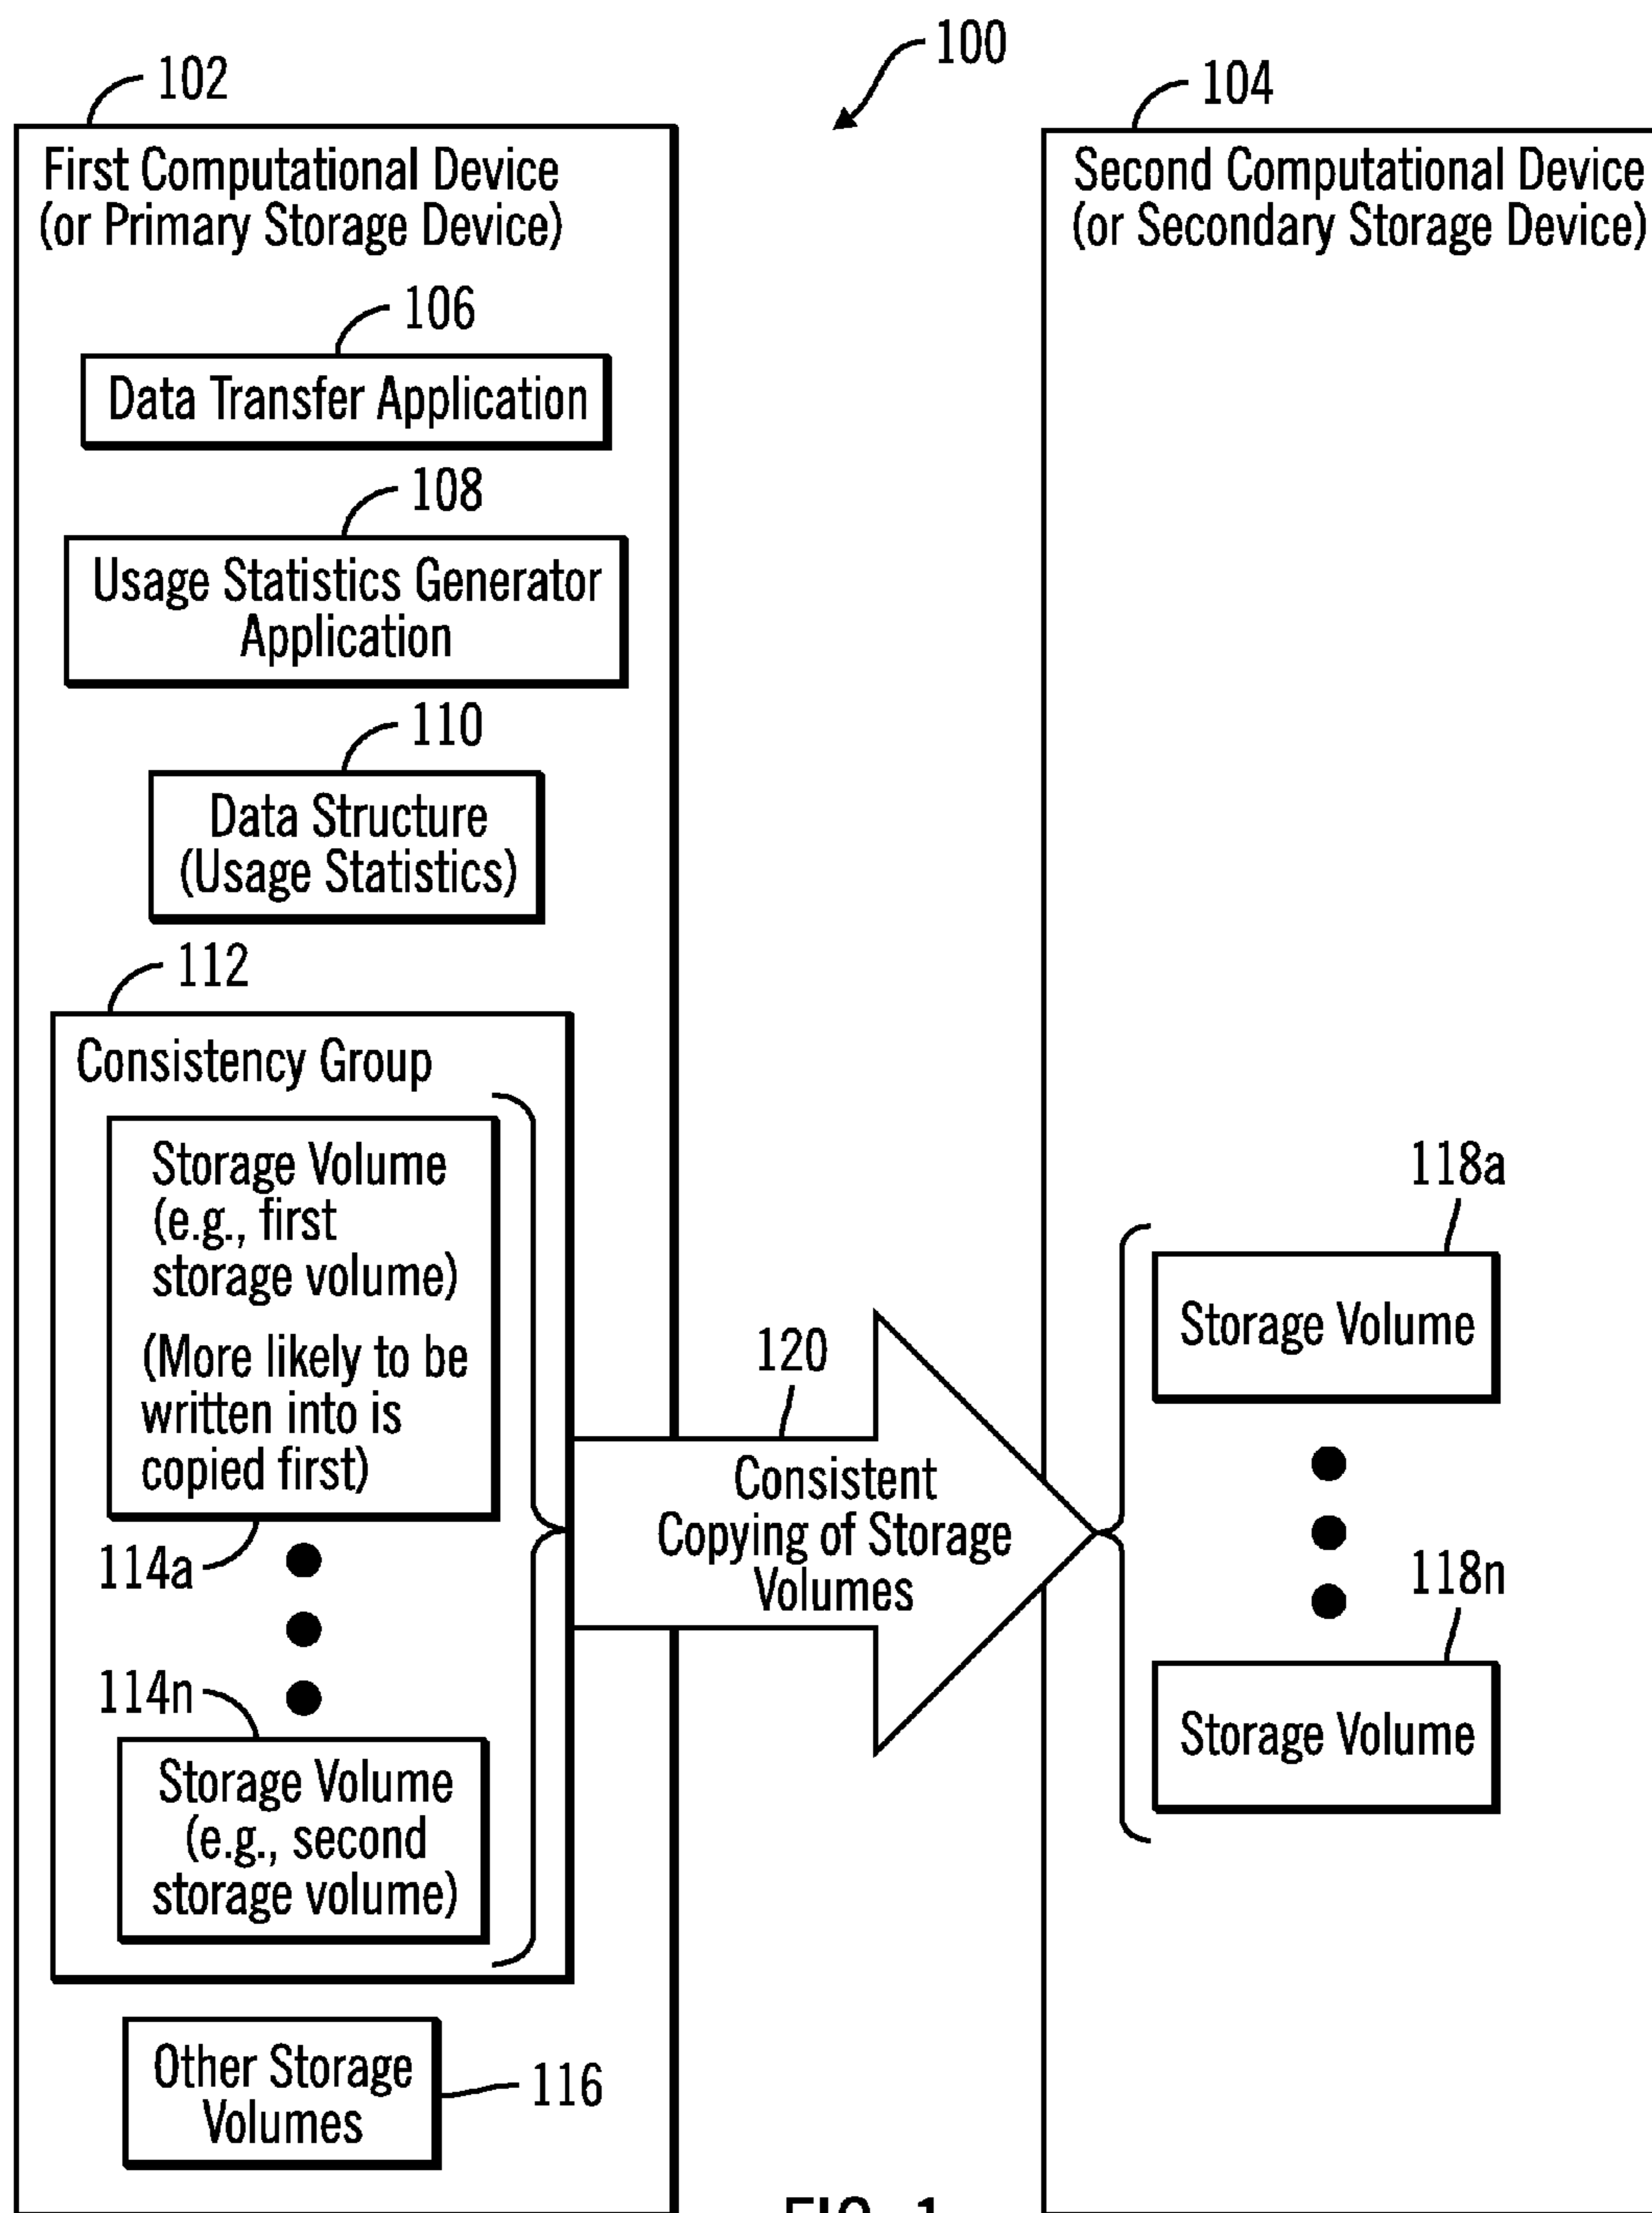 100
102
First Computational Device
(or Primary Storage Device)
106
Data Transfer Application
108
Usage Statistics Generator
Application
110
Data Structure
(Usage Statistics)
112
Consistency Group
Storage Volume
(e.g., first
storage volume)
(More likely to be
written into is
copied first)
114a
114n
Storage Volume
(e.g., second
storage volume)
Other Storage
Volumes
116
120
Consistent
Copying of Storage
Volumes
104
Second Computational Device
(or Secondary Storage Device)
118a
Storage Volume
118n
Storage Volume
FIG. 1